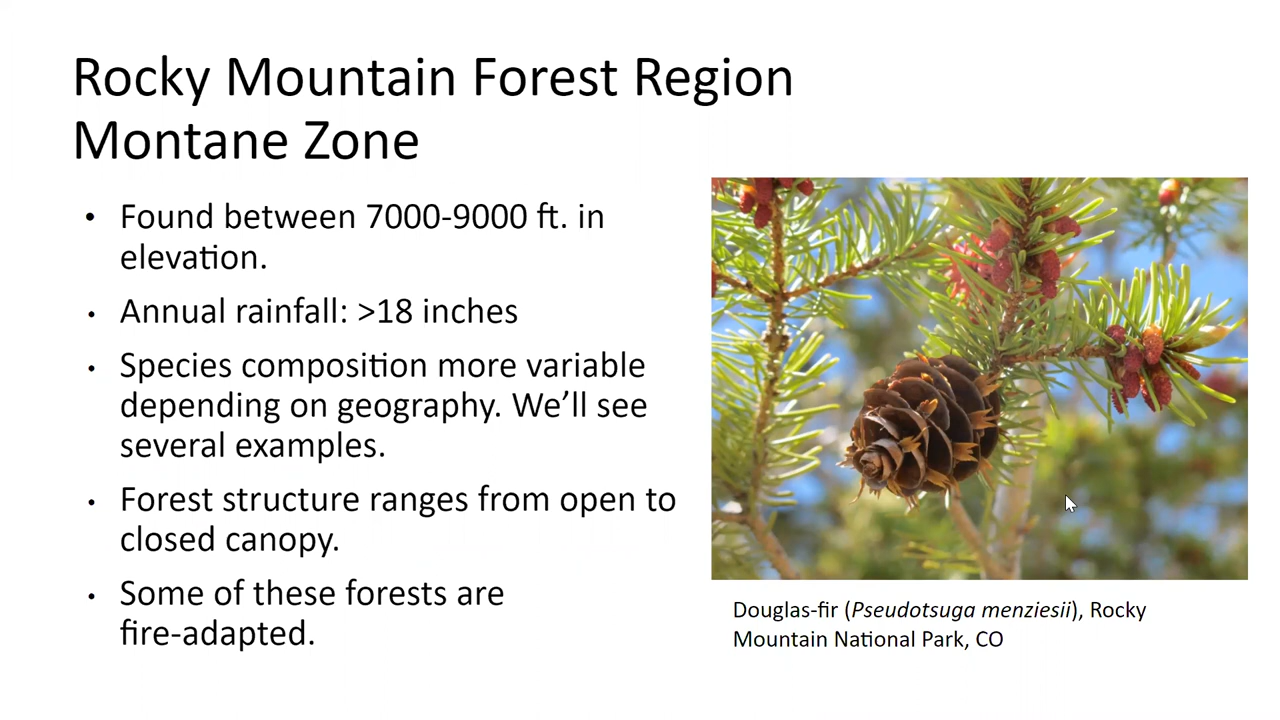 Rocky Mountain Forest Region
Montane Zone
• Found between 7000-9000 ft. in
elevation.
• Annual rainfall: >18 inches
• Species composition more variable
depending on geography. We’ll see
several examples.
• Forest structure ranges from open to
closed canopy.
• Some of these forests are
fire-adapted.
Douglas-fir (Pseudotsuga menziesii), Rocky
Mountain National Park, CO